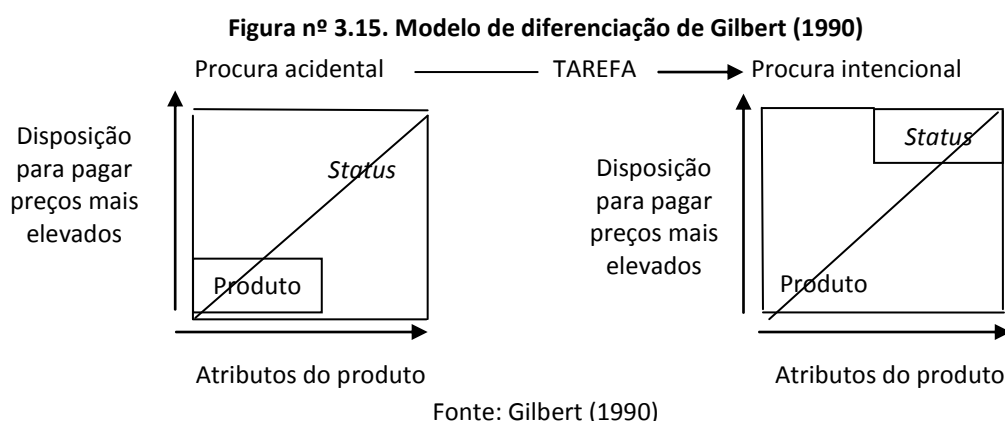 Figura nº 3.15. Modelo de diferenciação de Gilbert (1990)
Procura acidental TAREFA Procura intencional
Disposição
para pagar
preços mais
elevados
Status
Produto
Atributos do produto
Disposição
para pagar
preços mais
elevados
Status
Produto
Atributos do produto
Fonte: Gilbert (1990)